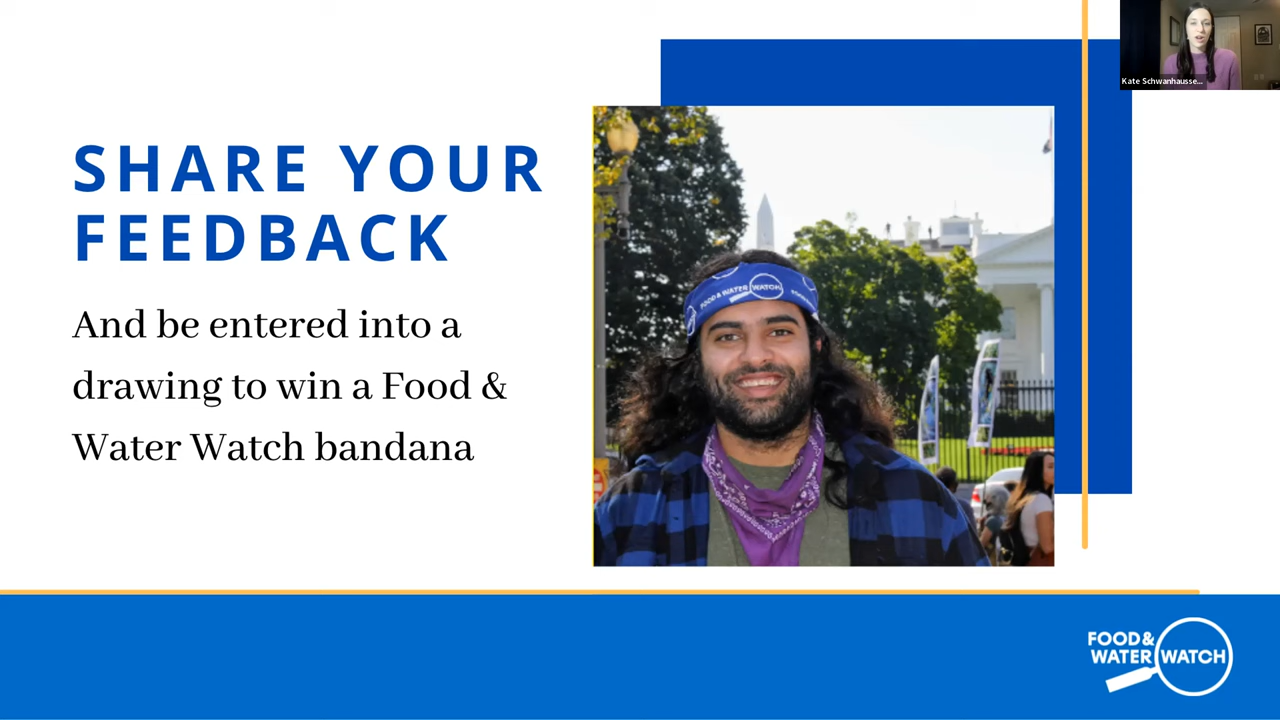 Kate Schwanhausse...
SHARE YOUR
FEEDBACK
And be entered into a
drawing to win a Food &
Water Watch bandana
FOOD & WATER WATCH
FOOD &
WATER WATCH